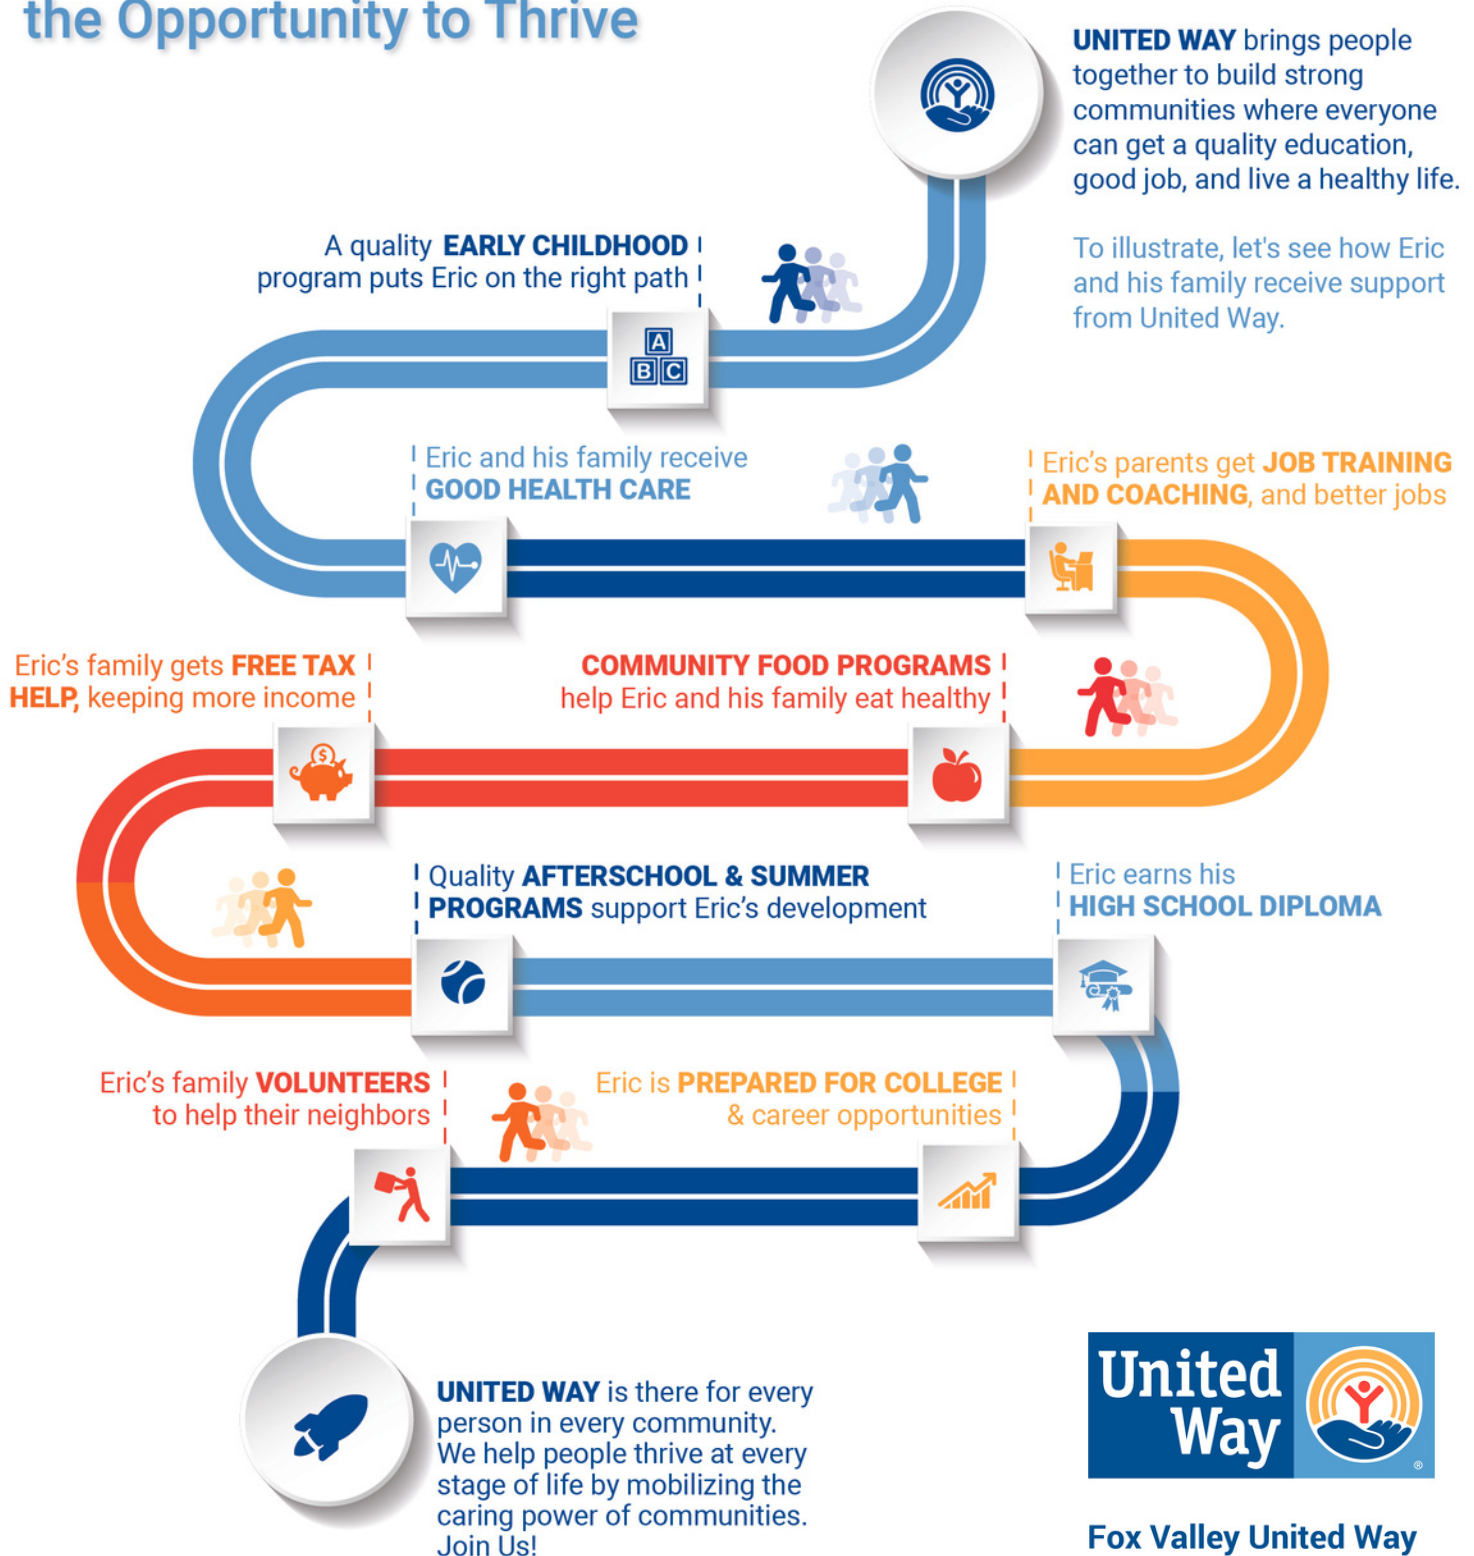 the Opportunity to Thrive
UNITED WAY brings people
together to build strong
communities where everyone
can get a quality education,
good job, and live a healthy life.
To illustrate, let's see how Eric
and his family receive support
from United Way.
A quality EARLY CHILDHOOD
program puts Eric on the right path
A
B C
Eric and his family receive
GOOD HEALTH CARE
Eric's parents get JOB TRAINING
AND COACHING, and better jobs
COMMUNITY FOOD PROGRAMS
help Eric and his family eat healthy
Eric's family gets FREE TAX
HELP, keeping more income
$
Quality AFTERSCHOOL & SUMMER
PROGRAMS support Eric's development
Eric earns his
HIGH SCHOOL DIPLOMA
Eric is PREPARED FOR COLLEGE
& career opportunities
Eric's family VOLUNTEERS
to help their neighbors
UNITED WAY is there for every
person in every community.
We help people thrive at every
stage of life by mobilizing the
caring power of communities.
Join Us!
United
Way
®
Fox Valley United Way